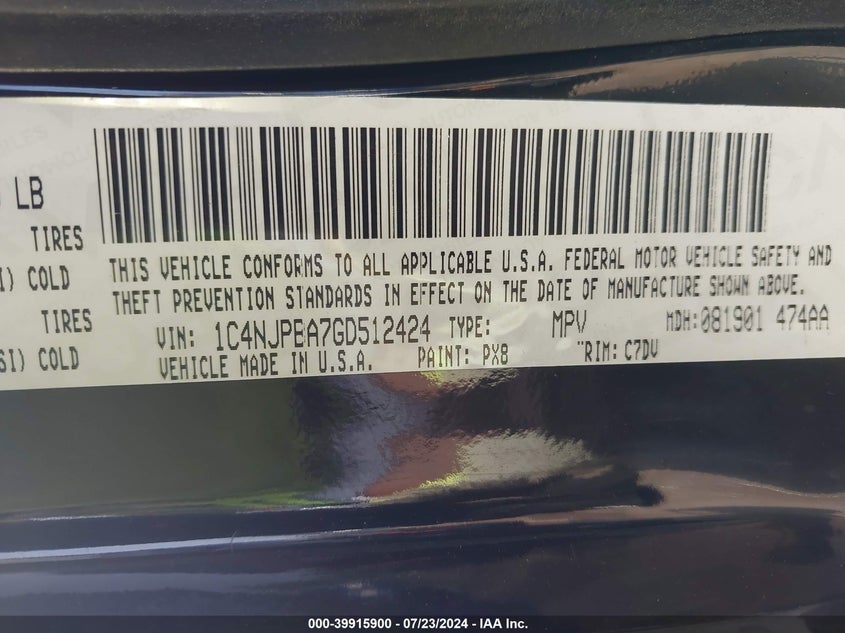 LB
TIRES
I) COLD
TIRES
SI) COLD
THIS VEHICLE CONFORMS TO ALL APPLICABLE U.S.A. FEDERAL MOTOR VEHICLE SAFETY AND
THEFT PREVENTION STANDARDS IN EFFECT ON THE DATE OF MANUFACTURE SHOWN ABOVE.
VIN: 1C4NJPBA7GD512424 TYPE: MPV MDH: 081901 474AA
VEHICLE MADE IN U.S.A. PAINT: PX8 TRIM: C7DV
000-39915900 - 07/23/2024 - IAA Inc.